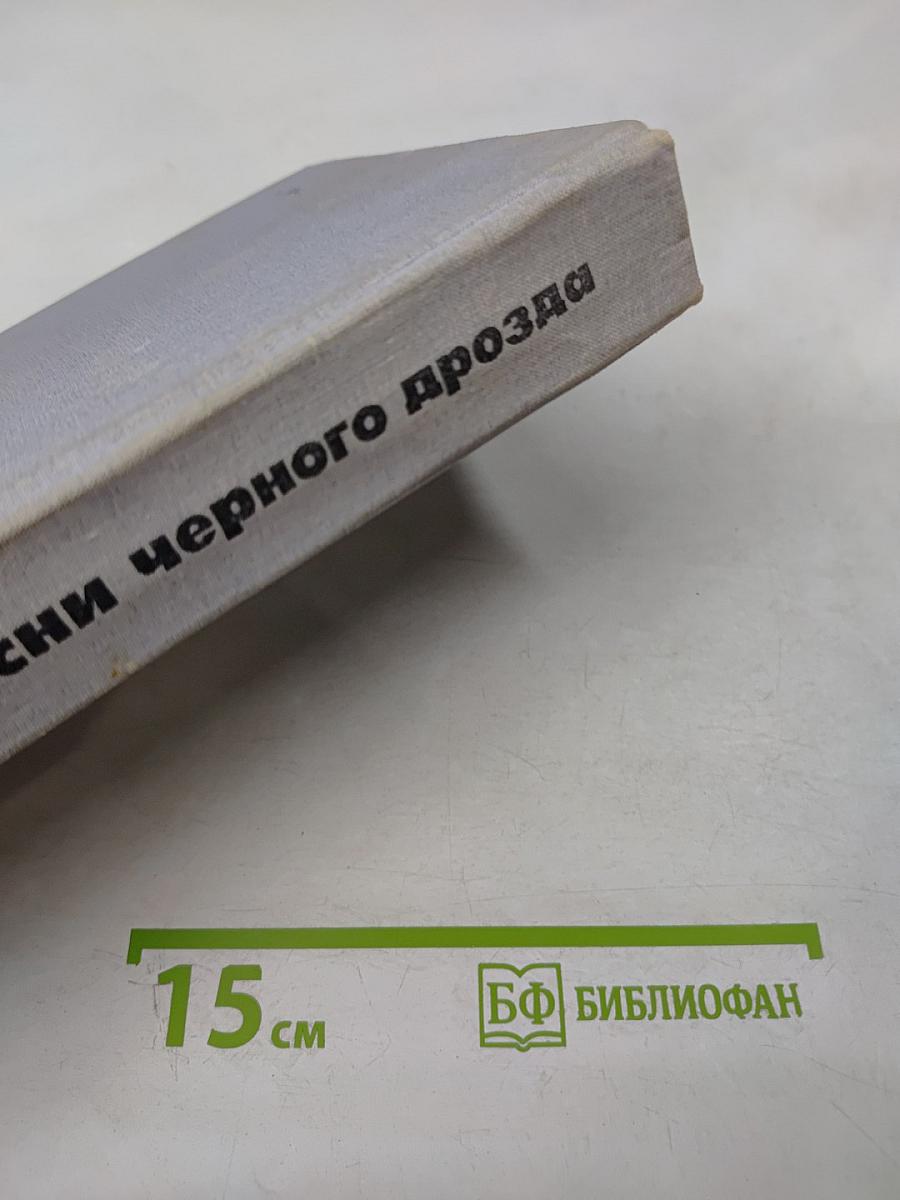 сни черного дрозда
15 см
БФ БИБЛИОФАН